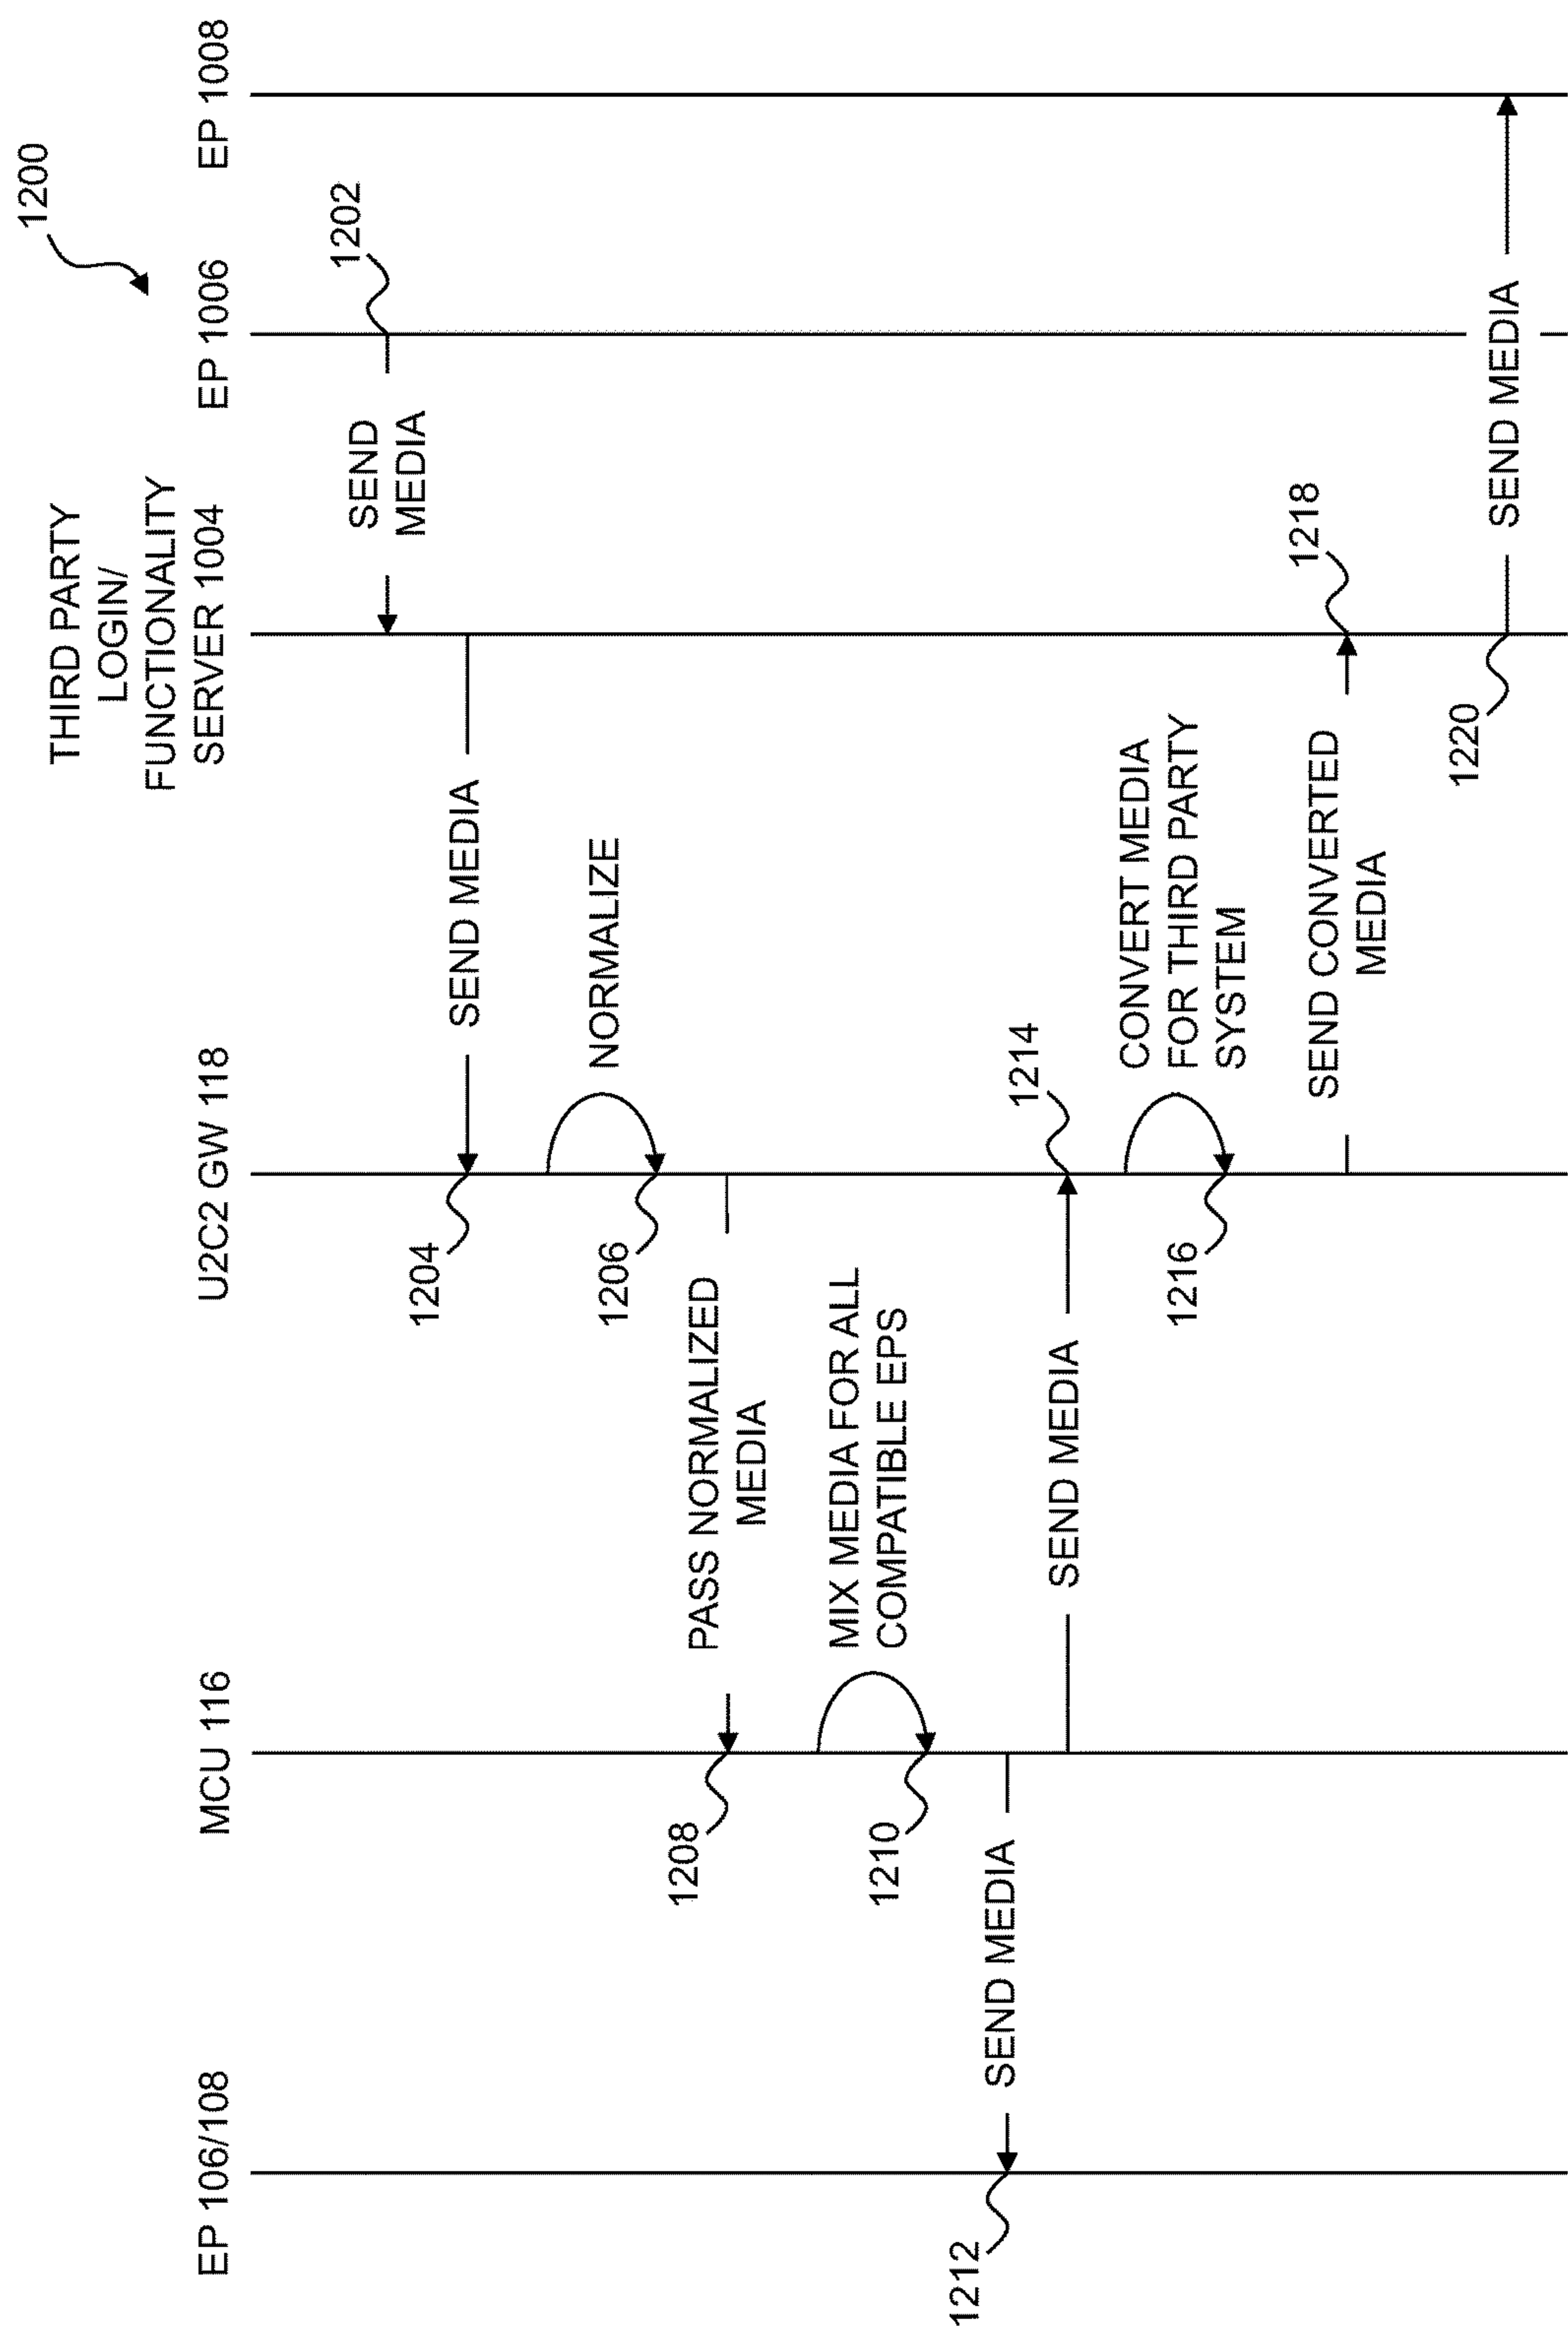 1200
EP 106/108
MCU 116
U2C2 GW 118
THIRD PARTY
LOGIN/
FUNCTIONALITY
SERVER 1004
EP 1006
EP 1008
SEND
MEDIA
1202
SEND MEDIA
1204
NORMALIZE
1206
PASS NORMALIZED
MEDIA
1208
MIX MEDIA FOR ALL
COMPATIBLE EPS
1210
SEND MEDIA
1212
SEND MEDIA
1214
CONVERT MEDIA
FOR THIRD PARTY
SYSTEM
1216
SEND CONVERTED
MEDIA
1218
SEND MEDIA
1220